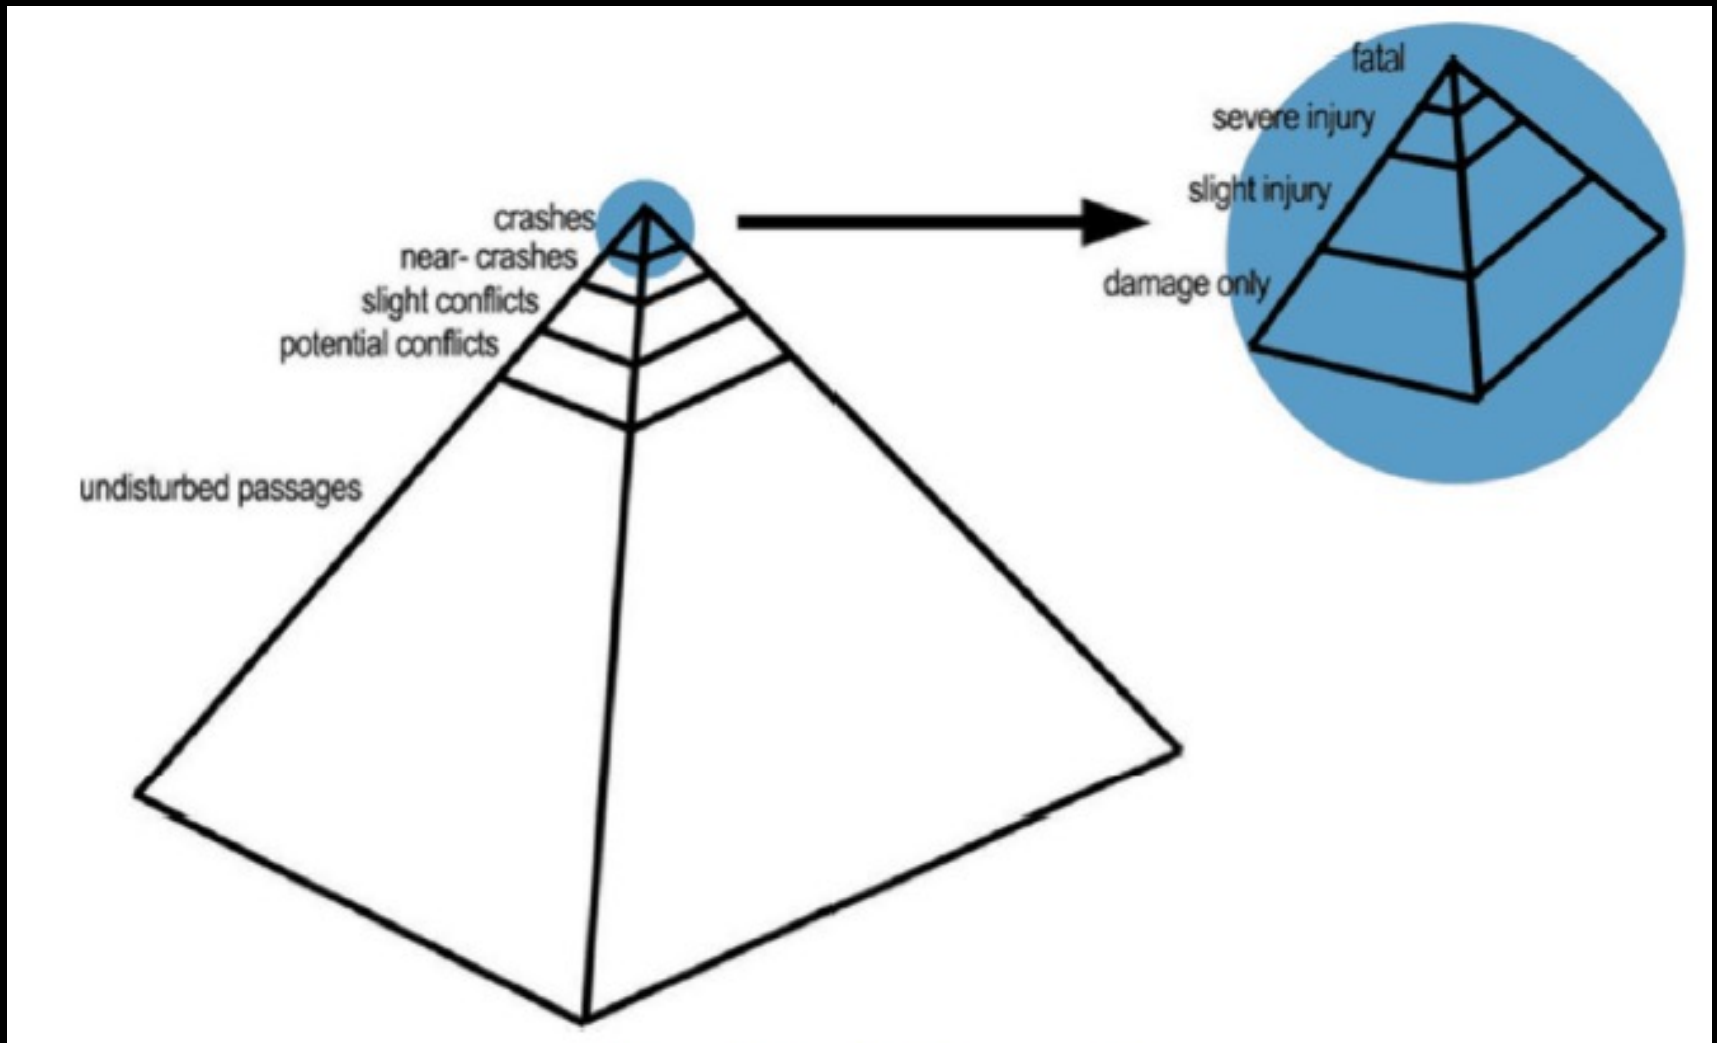 crashes
near- crashes
slight conflicts
potential conflicts
undisturbed passages
fatal
severe injury
slight injury
damage only